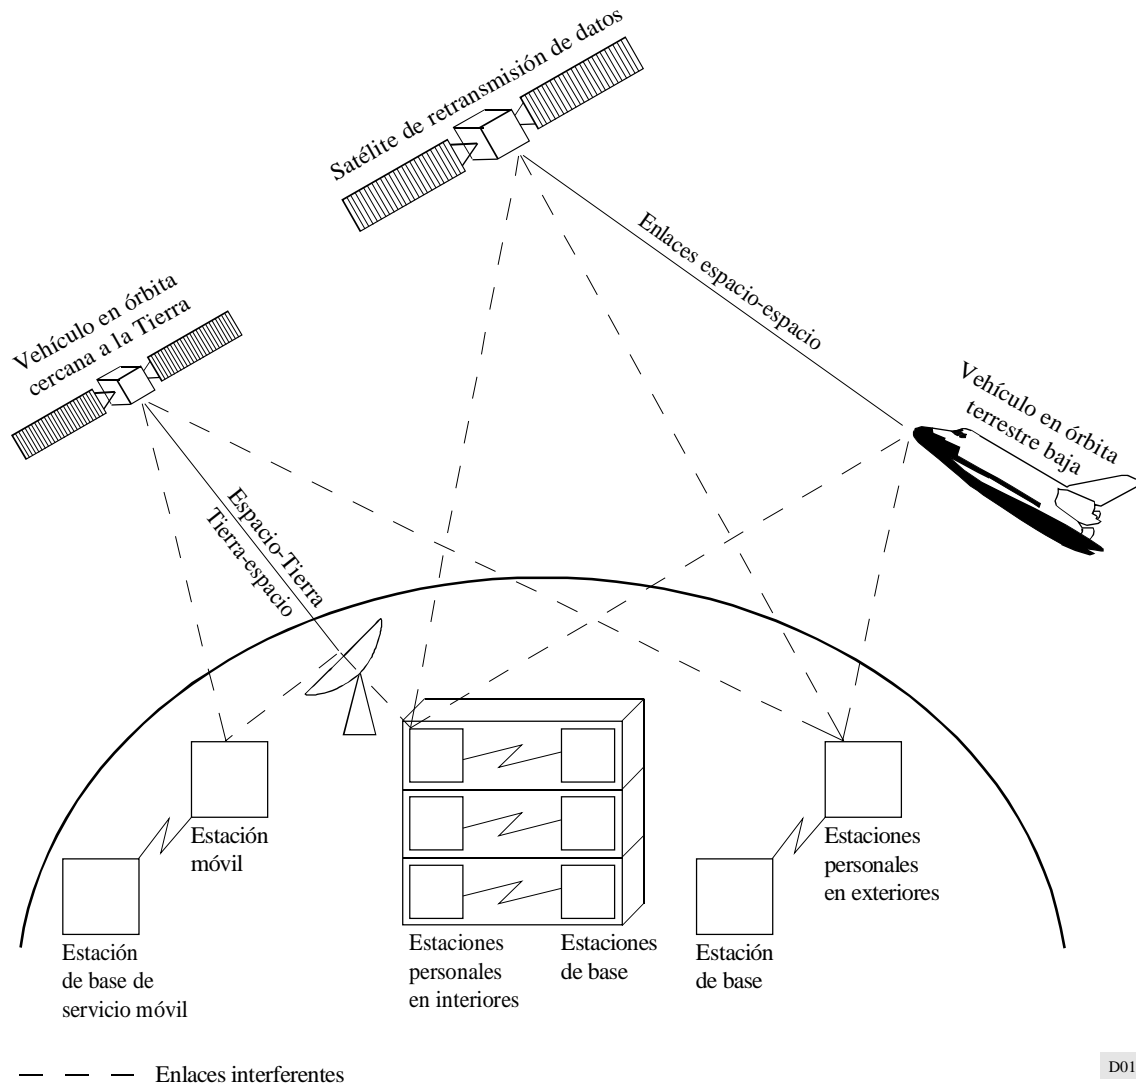 Satélite de retransmisión de datos
Enlaces espacio-espacio
Vehículo en órbita
cercana a la Tierra
Vehículo en órbita
terrestre baja
Espacio-Tierra
Tierra-espacio
Estación
móvil
Estaciones
personales
en exteriores
Estación
de base de
servicio móvil
Estaciones
personales
en interiores
Estaciones
de base
Estación
de base
Enlaces interferentes
D01